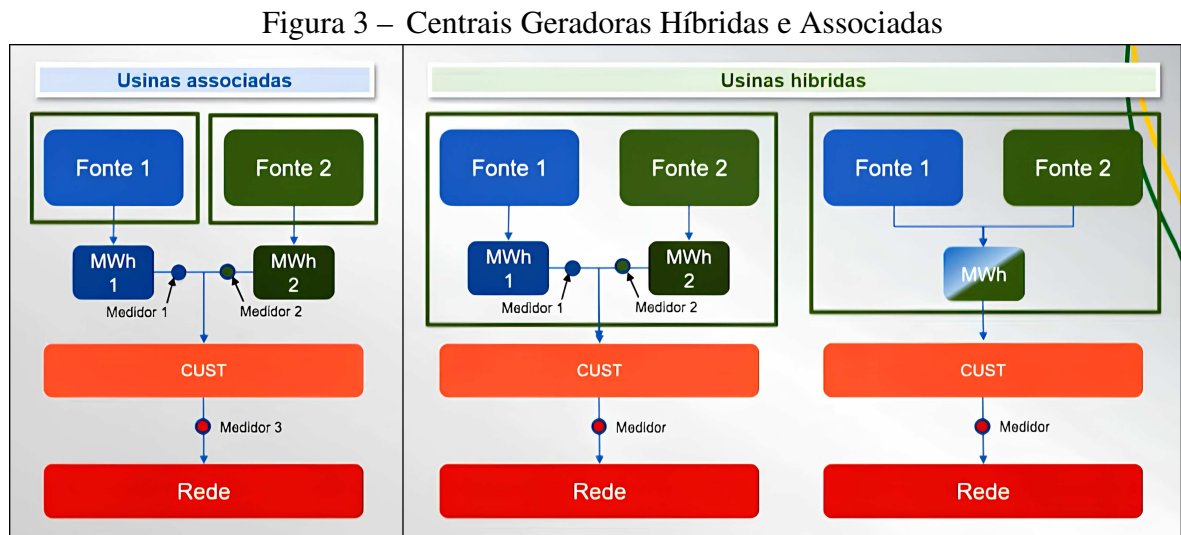 Figura 3 – Centrais Geradoras Híbridas e Associadas
Usinas associadas
Fonte 1
Fonte 2
MWh
1
MWh
2
Medidor 1
Medidor 2
CUST
Medidor 3
Rede
Usinas hibridas
Fonte 1
Fonte 2
MWh
1
MWh
2
Medidor 1
Medidor 2
CUST
Medidor
Rede
Fonte 1
Fonte 2
MWh
CUST
Medidor
Rede